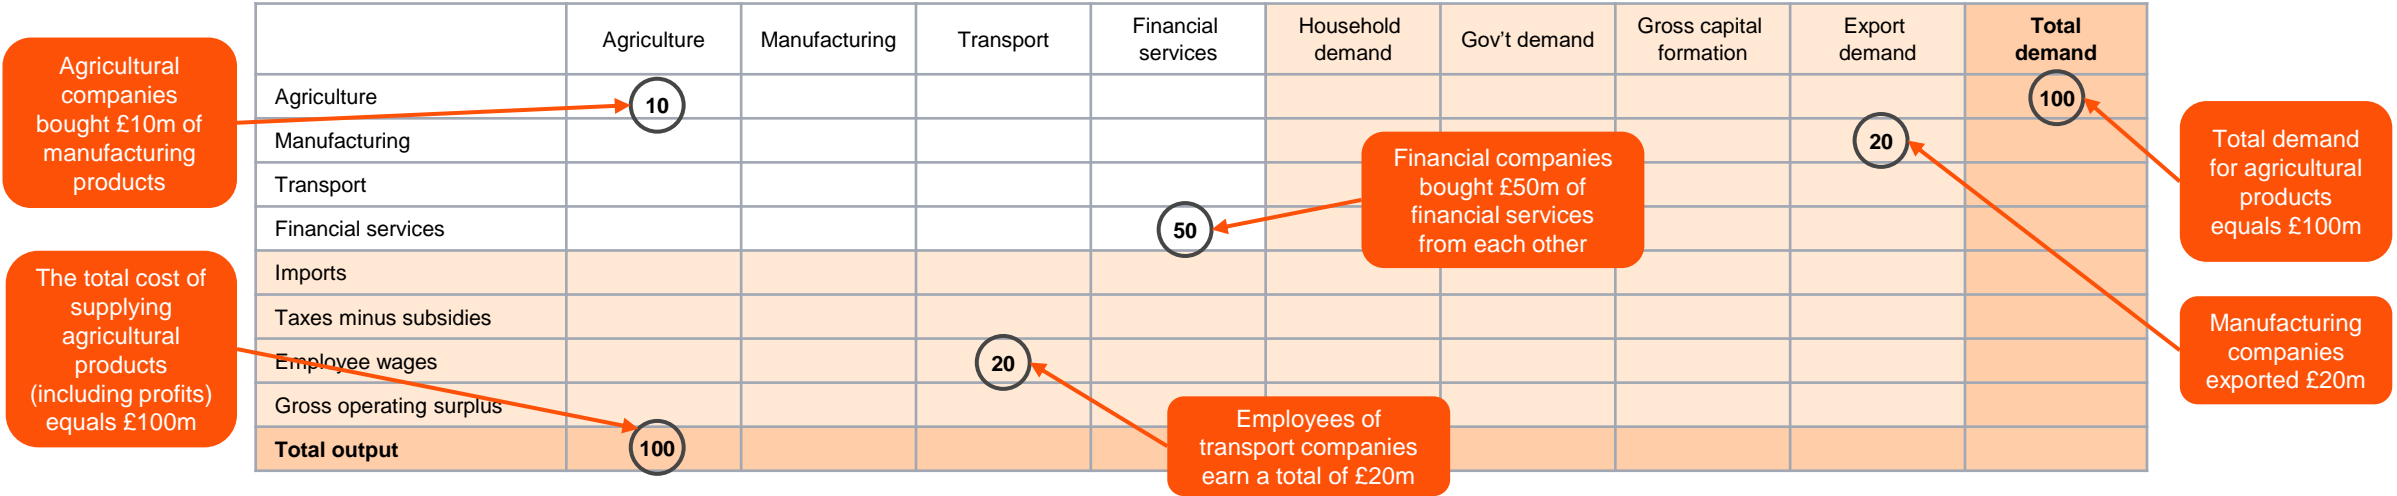 Agriculture
Manufacturing
Transport
Financial
services
Household
demand
Gov't demand
Gross capital
formation
Export
demand
Total
demand
Agriculture
10
100
Manufacturing
20
Transport
Financial services
50
Imports
Taxes minus subsidies
Employee wages
20
Gross operating surplus
Total output
100
Agricultural
companies
bought £10m of
manufacturing
products
The total cost of
supplying
agricultural
products
(including profits)
equals £100m
Financial companies
bought £50m of
financial services
from each other
Employees of
transport companies
earn a total of £20m
Total demand
for agricultural
products
equals £100m
Manufacturing
companies
exported £20m